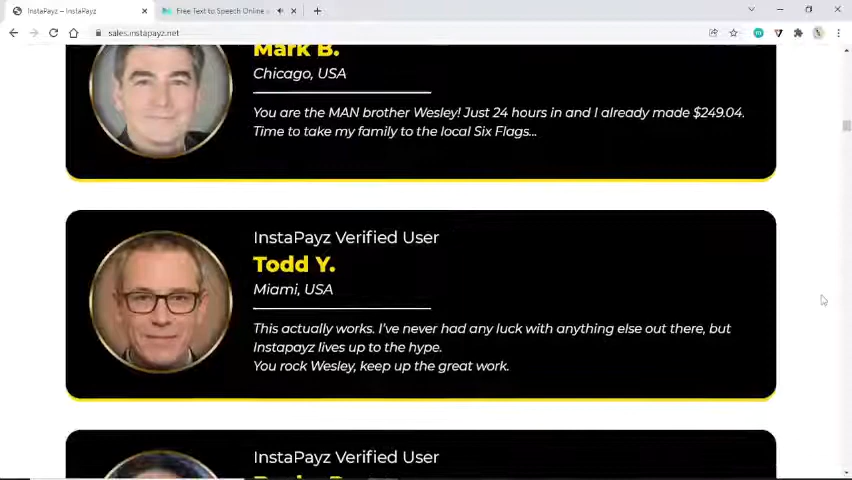 InstaPayz – InstaPayz
Free Text to Speech Online
sales.instapayz.net
Mark B.
Chicago, USA
You are the MAN brother Wesley! Just 24 hours in and I already made $249.04.
Time to take my family to the local Six Flags...
InstaPayz Verified User
Todd Y.
Miami, USA
This actually works. I've never had any luck with anything else out there, but
Instapayz lives up to the hype.
You rock Wesley, keep up the great work.
InstaPayz Verified User